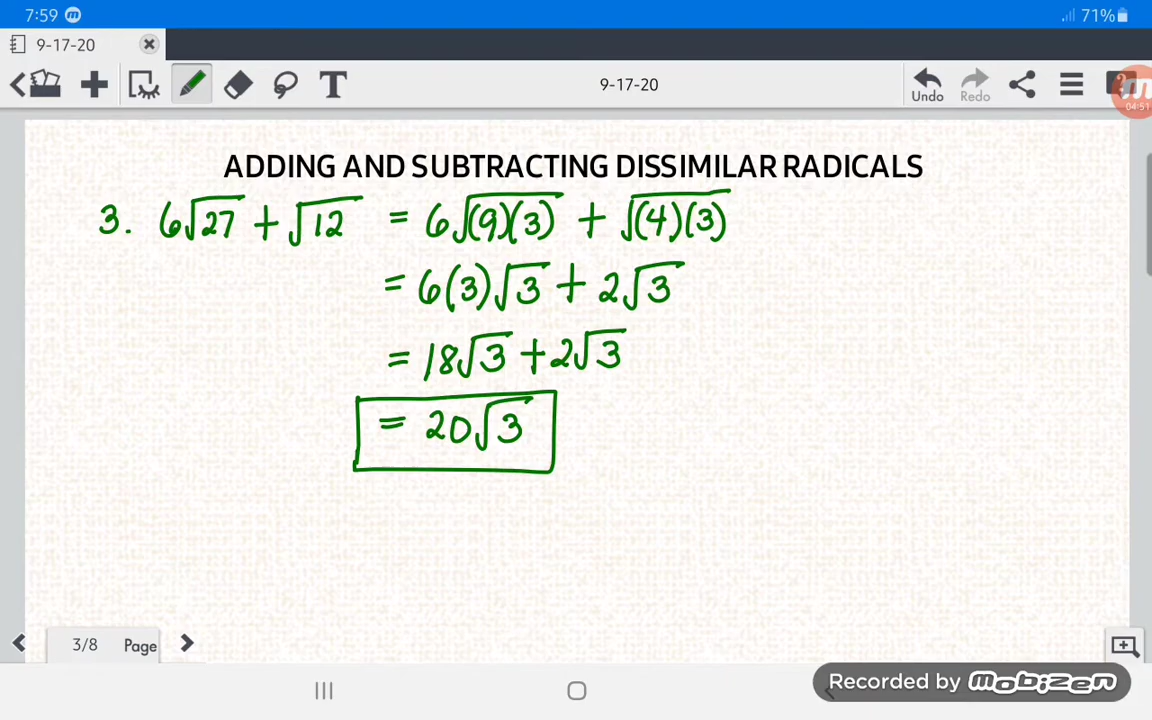 7:59 m 71%
9-17-20
T 9-17-20 Undo Redo
04:51
ADDING AND SUBTRACTING DISSIMILAR RADICALS
3. 6√27 + √12 = 6√(9)(3) + √(4)(3)
= 6(3)√3 + 2√3
= 18√3 + 2√3
= 20√3
3/8 Page
Recorded by mobizen